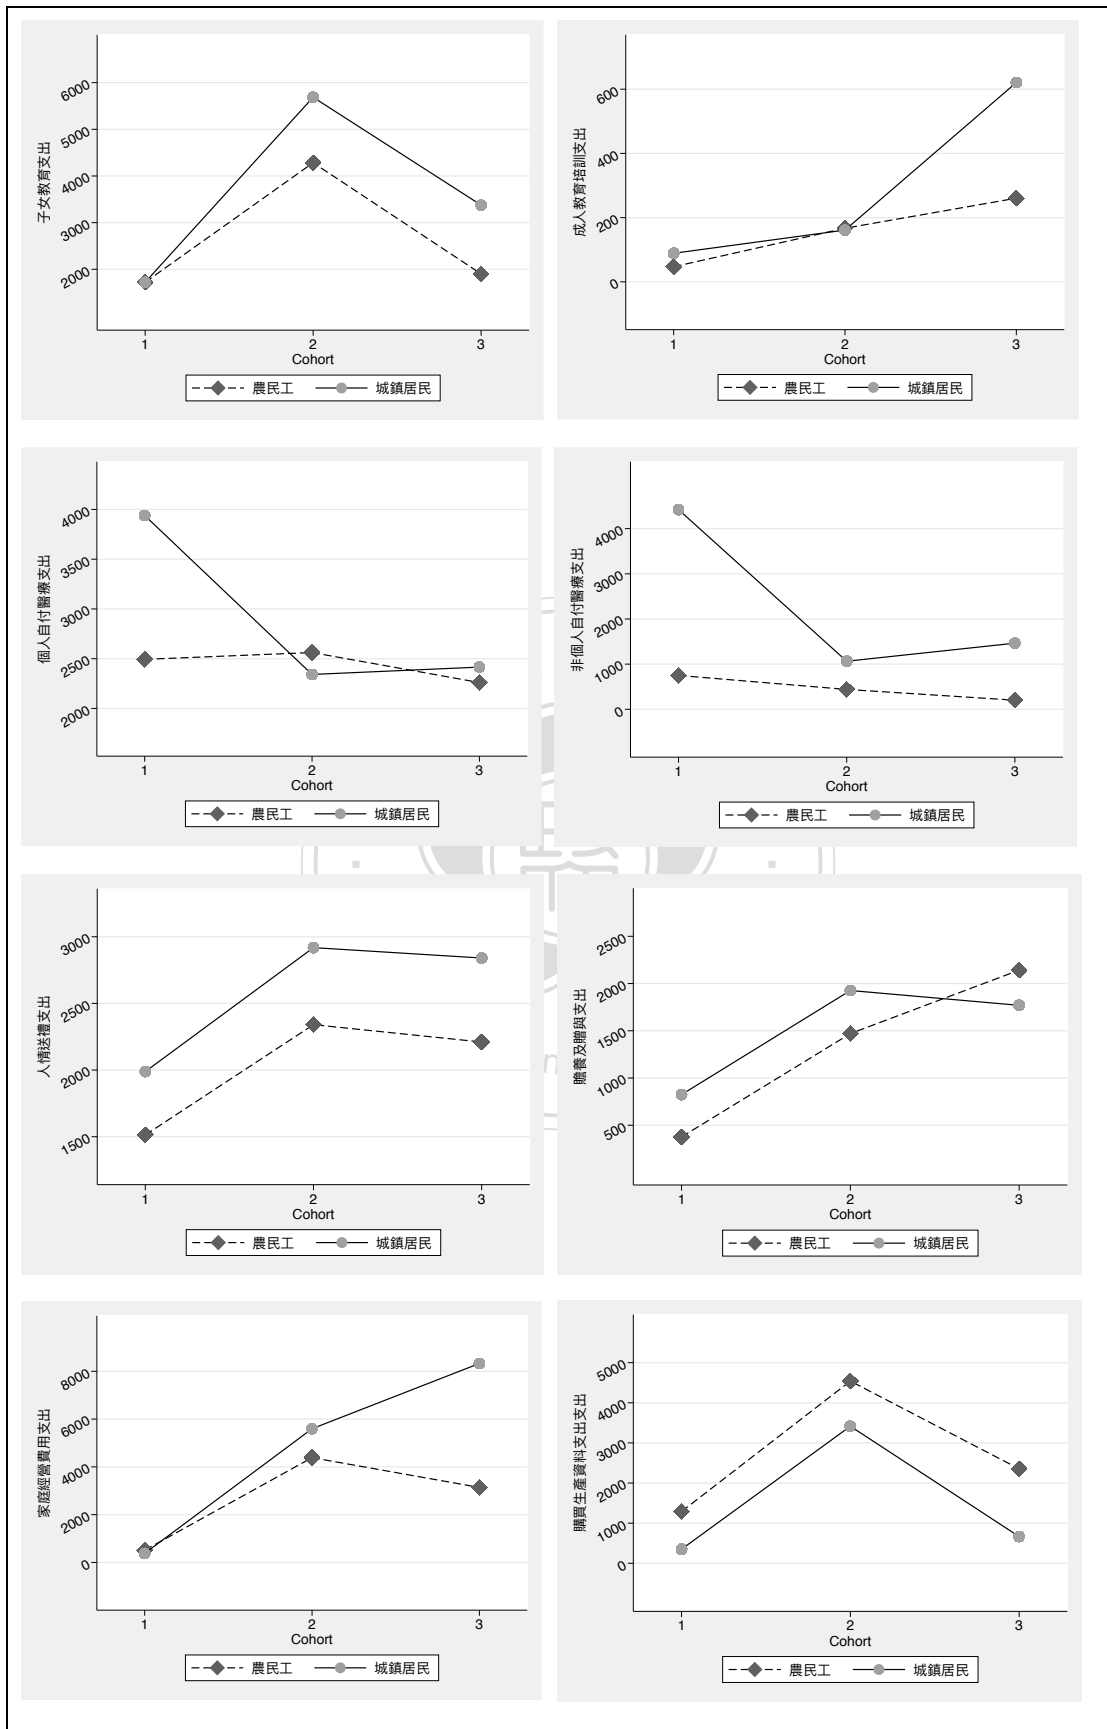 子女教育支出
6000
5000
4000
3000
2000
1 2 3
Cohort
農民工 城鎮居民
成人教育培訓支出
600
400
200
0
1 2 3
Cohort
農民工 城鎮居民
個人自付醫療支出
4000
3500
3000
2500
2000
1 2 3
Cohort
農民工 城鎮居民
非個人自付醫療支出
4000
3000
2000
1000
0
1 2 3
Cohort
農民工 城鎮居民
人情送禮支出
3000
2500
2000
1500
1 2 3
Cohort
農民工 城鎮居民
贍養及贈與支出
2500
2000
1500
1000
500
1 2 3
Cohort
農民工 城鎮居民
家庭經營費用支出
8000
6000
4000
2000
0
1 2 3
Cohort
農民工 城鎮居民
購買生產資料支出支出
5000
4000
3000
2000
1000
0
1 2 3
Cohort
農民工 城鎮居民